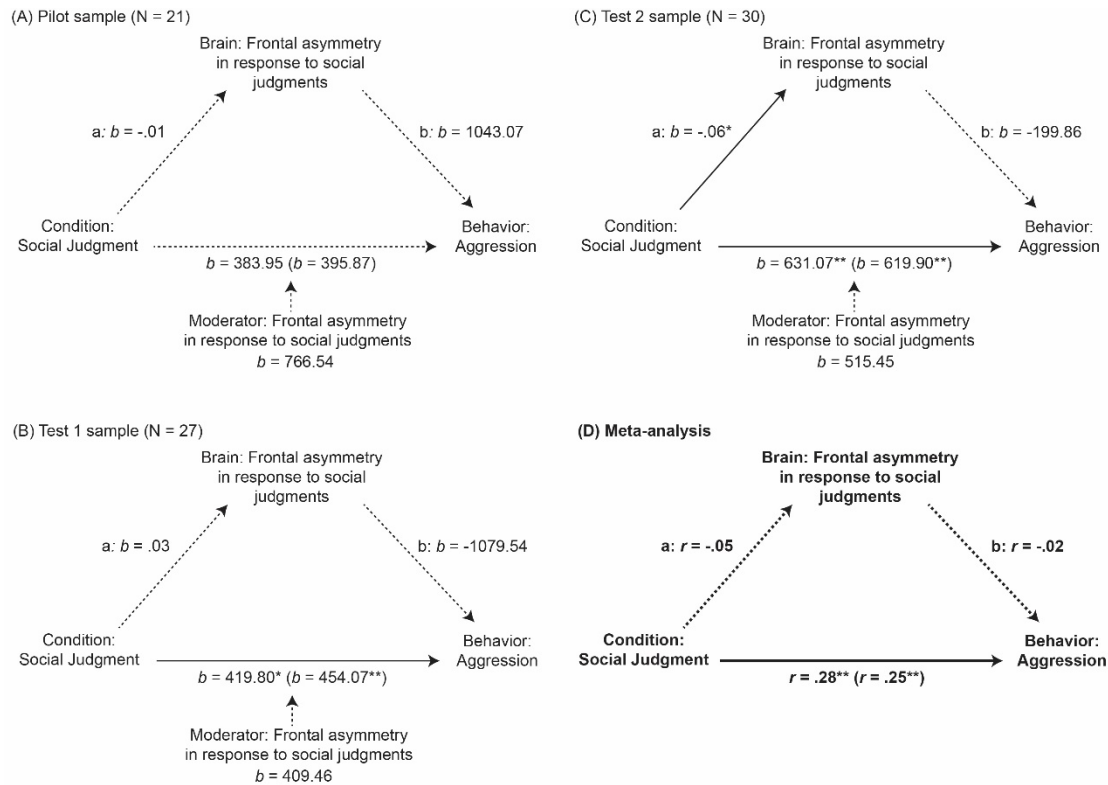 (A) Pilot sample (N = 21)
Brain: Frontal asymmetry
in response to social
judgments
a: b = -.01
b: b = 1043.07
Condition:
Social Judgment
Behavior:
Aggression
b = 383.95 (b = 395.87)
Moderator: Frontal asymmetry
in response to social judgments
b = 766.54
(B) Test 1 sample (N = 27)
Brain: Frontal asymmetry
in response to social
judgments
a: b = .03
b: b = -1079.54
Condition:
Social Judgment
Behavior:
Aggression
b = 419.80* (b = 454.07**)
Moderator: Frontal asymmetry
in response to social judgments
b = 409.46
(C) Test 2 sample (N = 30)
Brain: Frontal asymmetry
in response to social
judgments
a: b = -.06*
b: b = -199.86
Condition:
Social Judgment
Behavior:
Aggression
b = 631.07** (b = 619.90**)
Moderator: Frontal asymmetry
in response to social judgments
b = 515.45
(D) Meta-analysis
Brain: Frontal asymmetry
in response to social
judgments
a: r = -.05
b: r = -.02
Condition:
Social Judgment
Behavior:
Aggression
r = .28** (r = .25**)